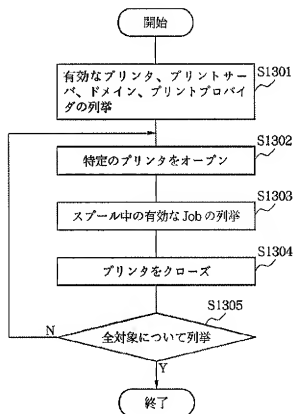 開始
有効なプリンタ、プリントサー
バ、ドメイン、プリントプロバイ
ダの列挙
S1301
特定のプリンタをオープン
S1302
スプール中の有効なJobの列挙
S1303
プリンタをクローズ
S1304
全対象について列挙
S1305
N
Y
終了